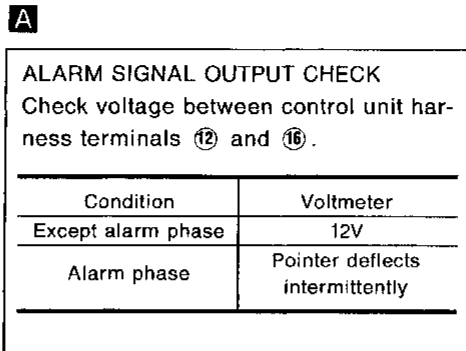 A
ALARM SIGNAL OUTPUT CHECK
Check voltage between control unit har-
ness terminals ⑫ and ⑯.
Condition Voltmeter
Except alarm phase 12V
Alarm phase Pointer deflects
intermittently